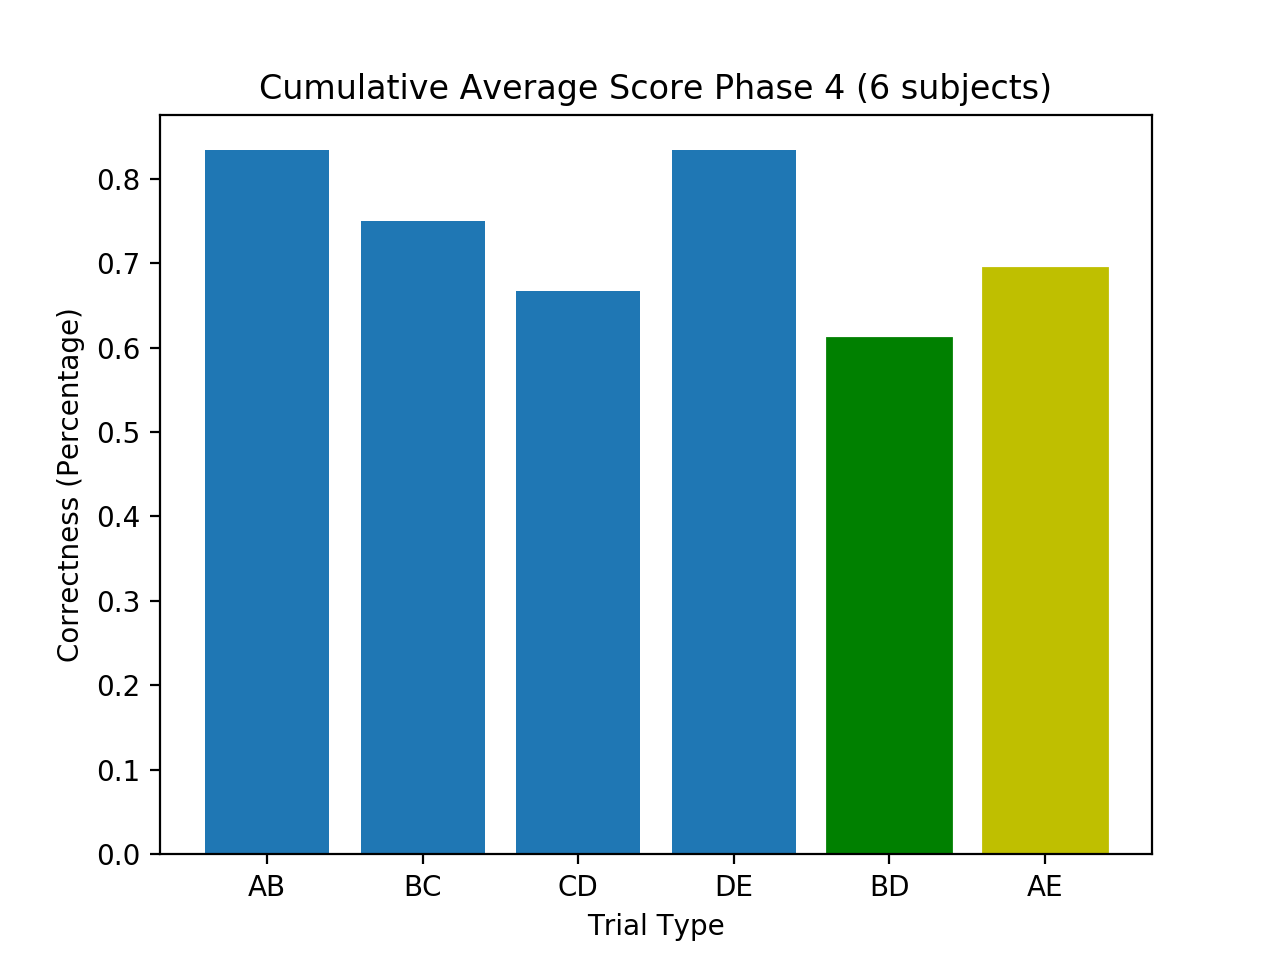 Cumulative Average Score Phase 4 (6 subjects)
0.8
0.7
0.6
0.5
0.4
0.3
0.2
0.1
0.0
Correctness (Percentage)
AB BC CD DE BD AE
Trial Type